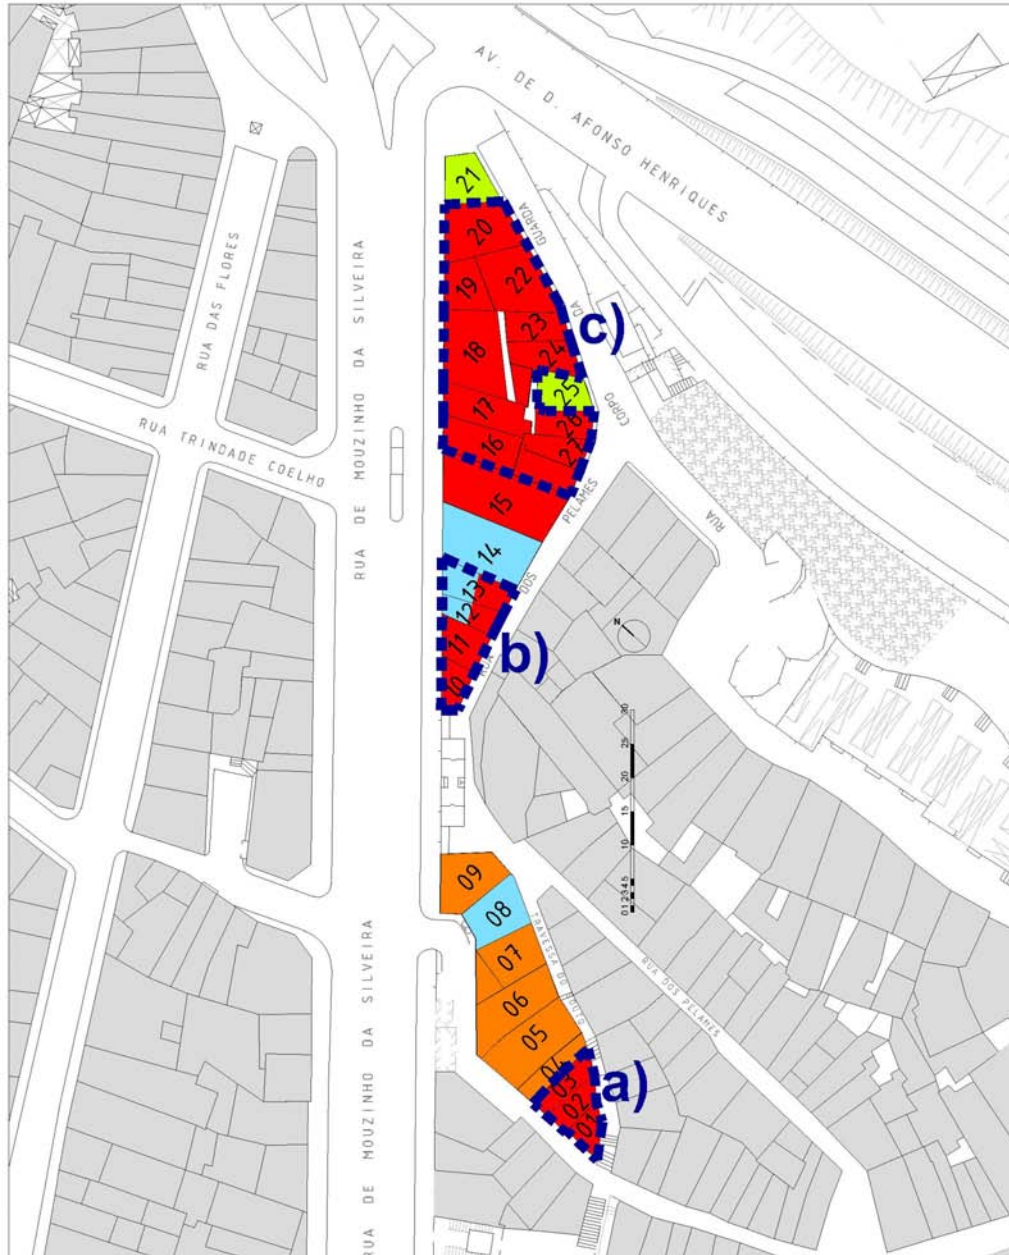 AV. DE D. AFONSO HENRIQUES
21
GUARDA
20
RUA DAS FLORES
RUA DE MOUZINHO DA SILVEIRA
22
19
DA
23
c)
18
24
25
CORPO
17
26
RUA TRINDADE COELHO
16
27
15
PELAMES
RUA
14
DOS
13
12
N
11
b)
RUA
10
30
25
20
15
10
5
4
3
2
1
0
09
08
TRAVESSA DO
07
RUA DOS PELAMES
06
05
RUA DE MOUZINHO DA SILVEIRA
04
03
a)
02
01